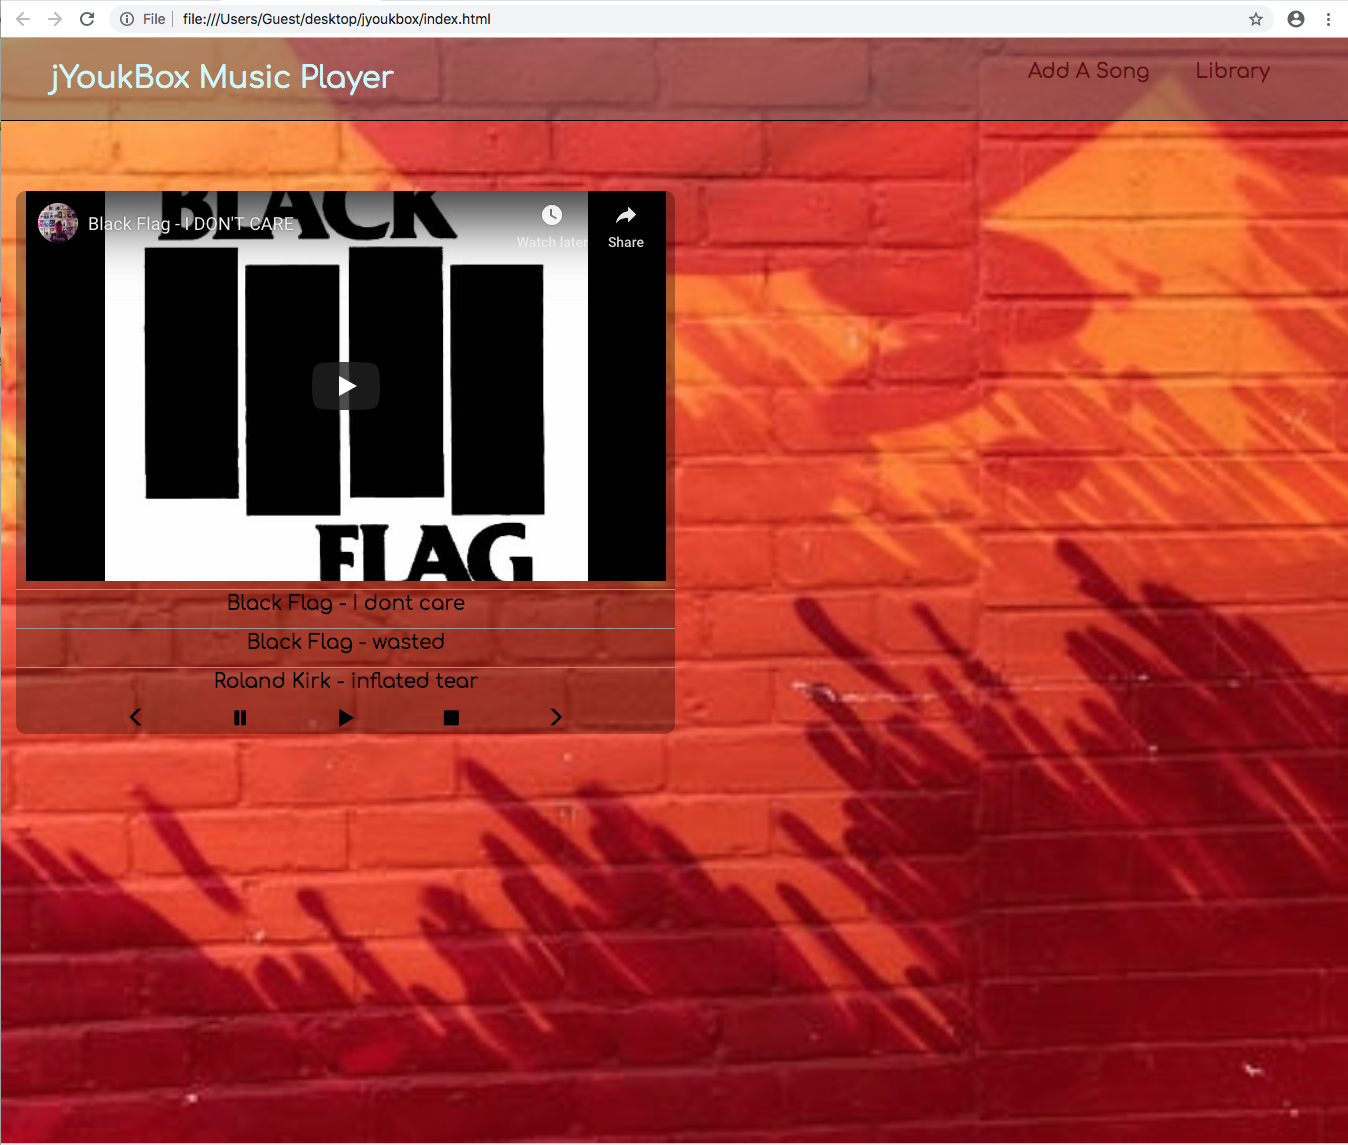 File
file:///Users/Guest/desktop/jyoukbox/index.html
jYoukBox Music Player
Add A Song
Library
BLACK
Black Flag - I DON'T CARE
Watch later
Share
FLAG
Black Flag - I dont care
Black Flag - wasted
Roland Kirk - inflated tear